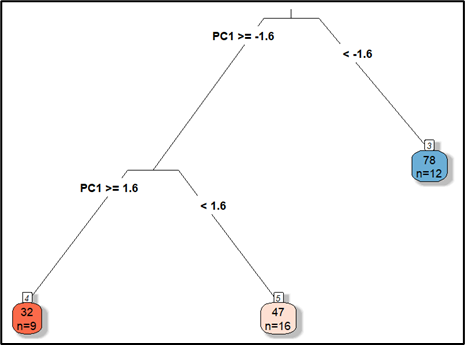 PC1 >= -1.6
< -1.6
3
78
n=12
PC1 >= 1.6
< 1.6
4
32
n=9
5
47
n=16